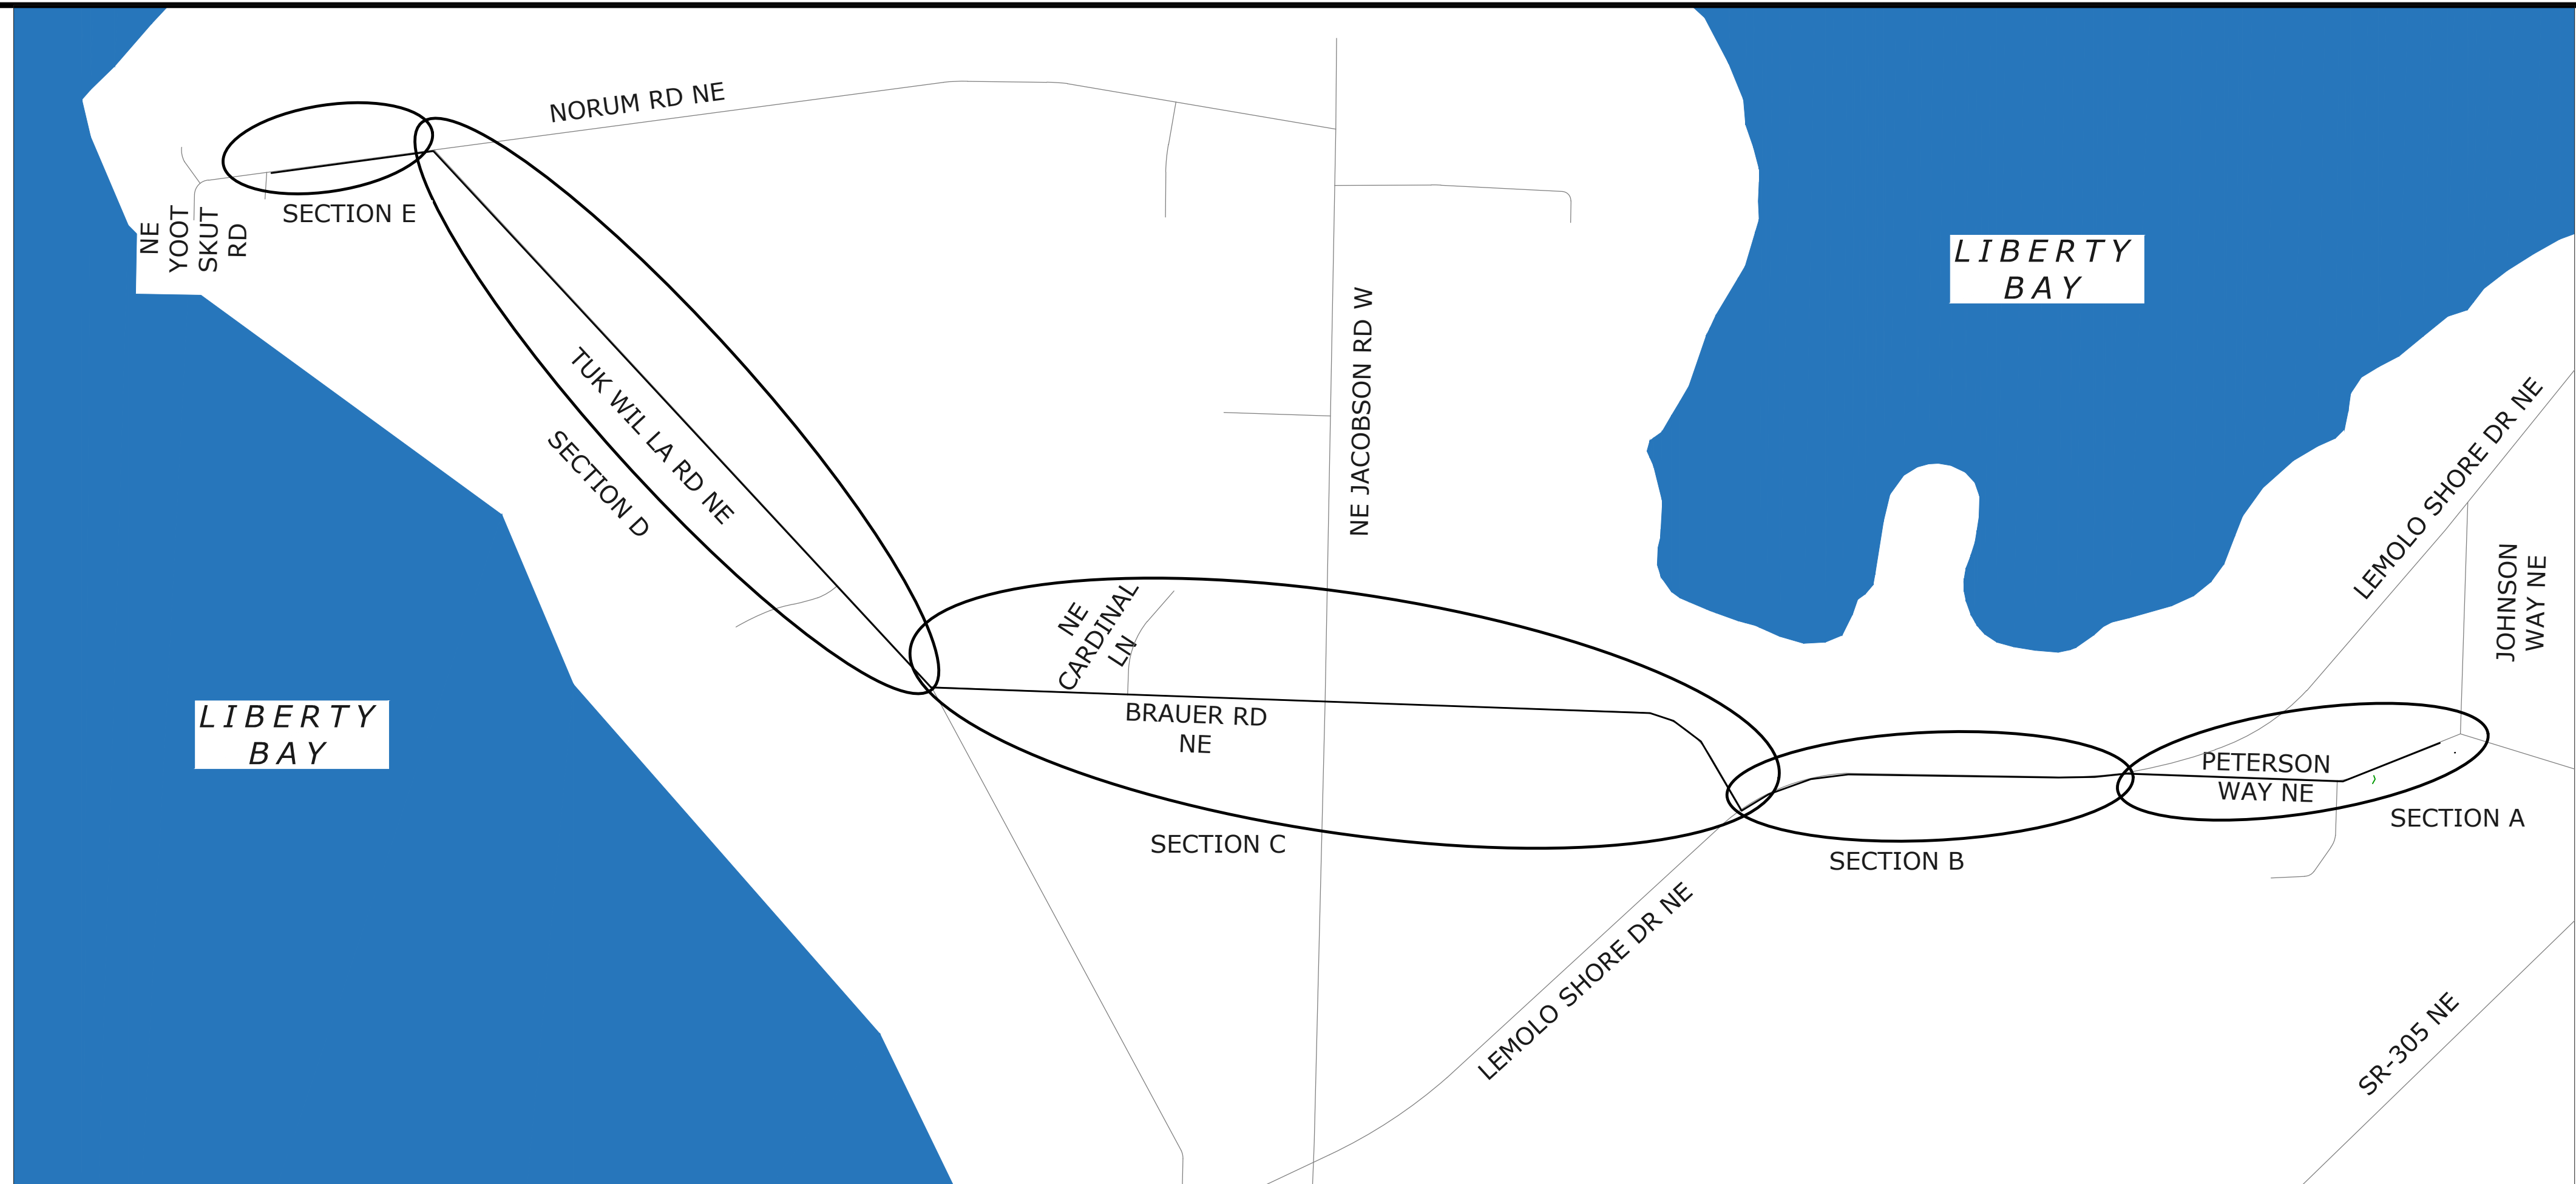 NORUM RD NE
NE
YOOT
SKUT
RD
SECTION E
LIBERTY
BAY
NE JACOBSON RD W
TUK WIL LA RD NE
SECTION D
LEMOLO SHORE DR NE
JOHNSON
WAY NE
NE
CARDINAL
LN
LIBERTY
BAY
BRAUER RD
NE
PETERSON
WAY NE
SECTION A
SECTION C
SECTION B
LEMOLO SHORE DR NE
SR-305 NE